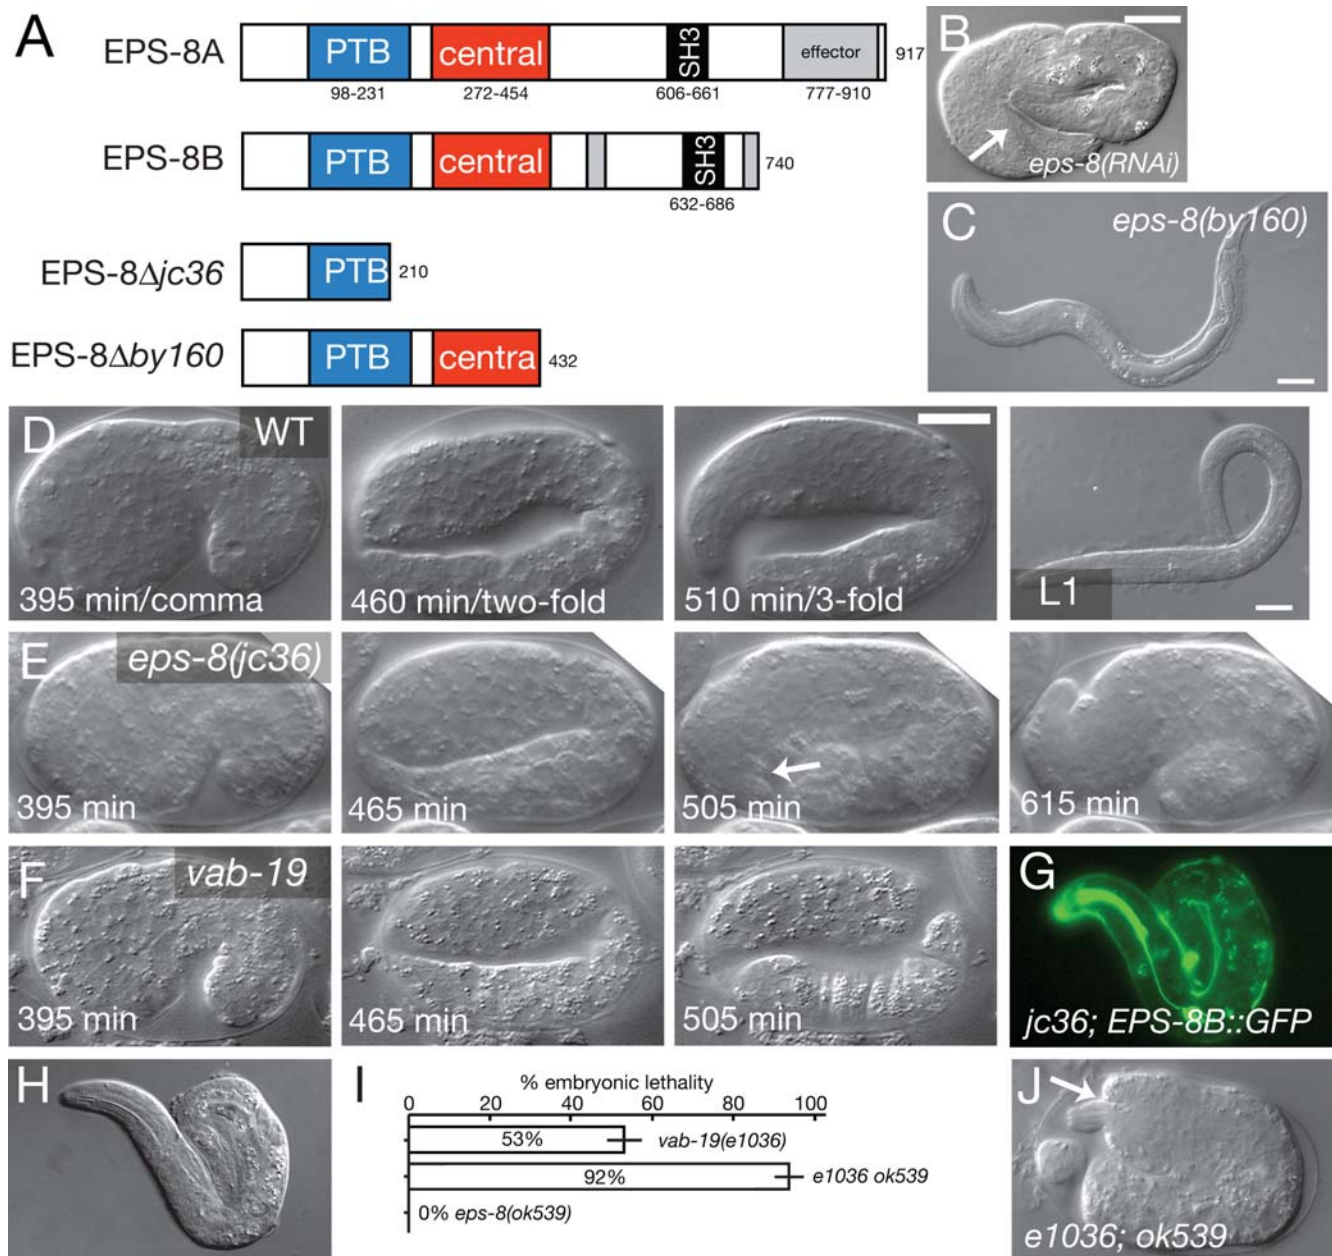 A
EPS-8A
PTB
central
SH3
effector
917
98-231
272-454
606-661
777-910
EPS-8B
PTB
central
SH3
740
632-686
EPS-8Δjc36
PTB
210
EPS-8Δby160
PTB
centra
432
B
eps-8(RNAi)
C
eps-8(by160)
D
WT
395 min/comma
460 min/two-fold
510 min/3-fold
L1
E
eps-8(jc36)
395 min
465 min
505 min
615 min
F
vab-19
395 min
465 min
505 min
G
jc36; EPS-8B::GFP
H
I
% embryonic lethality
0 20 40 60 80 100
53% vab-19(e1036)
92% e1036 ok539
0% eps-8(ok539)
J
e1036; ok539